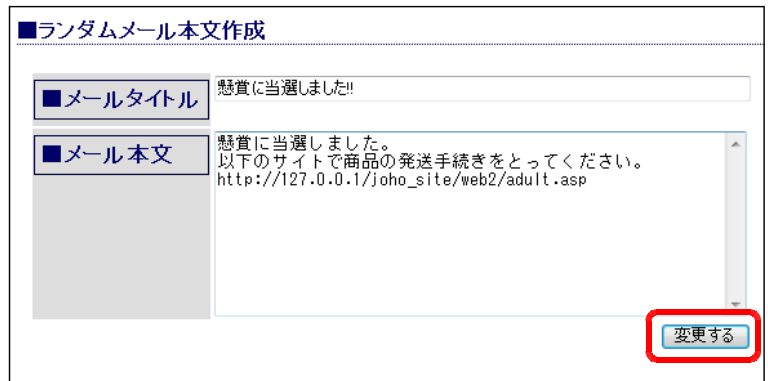 ■ランダムメール本文作成
■メールタイトル
懸賞に当選しました!!
■メール本文
懸賞に当選しました。
以下のサイトで商品の発送手続きをとってください。
http://127.0.0.1/joho_site/web2/adult.asp
変更する